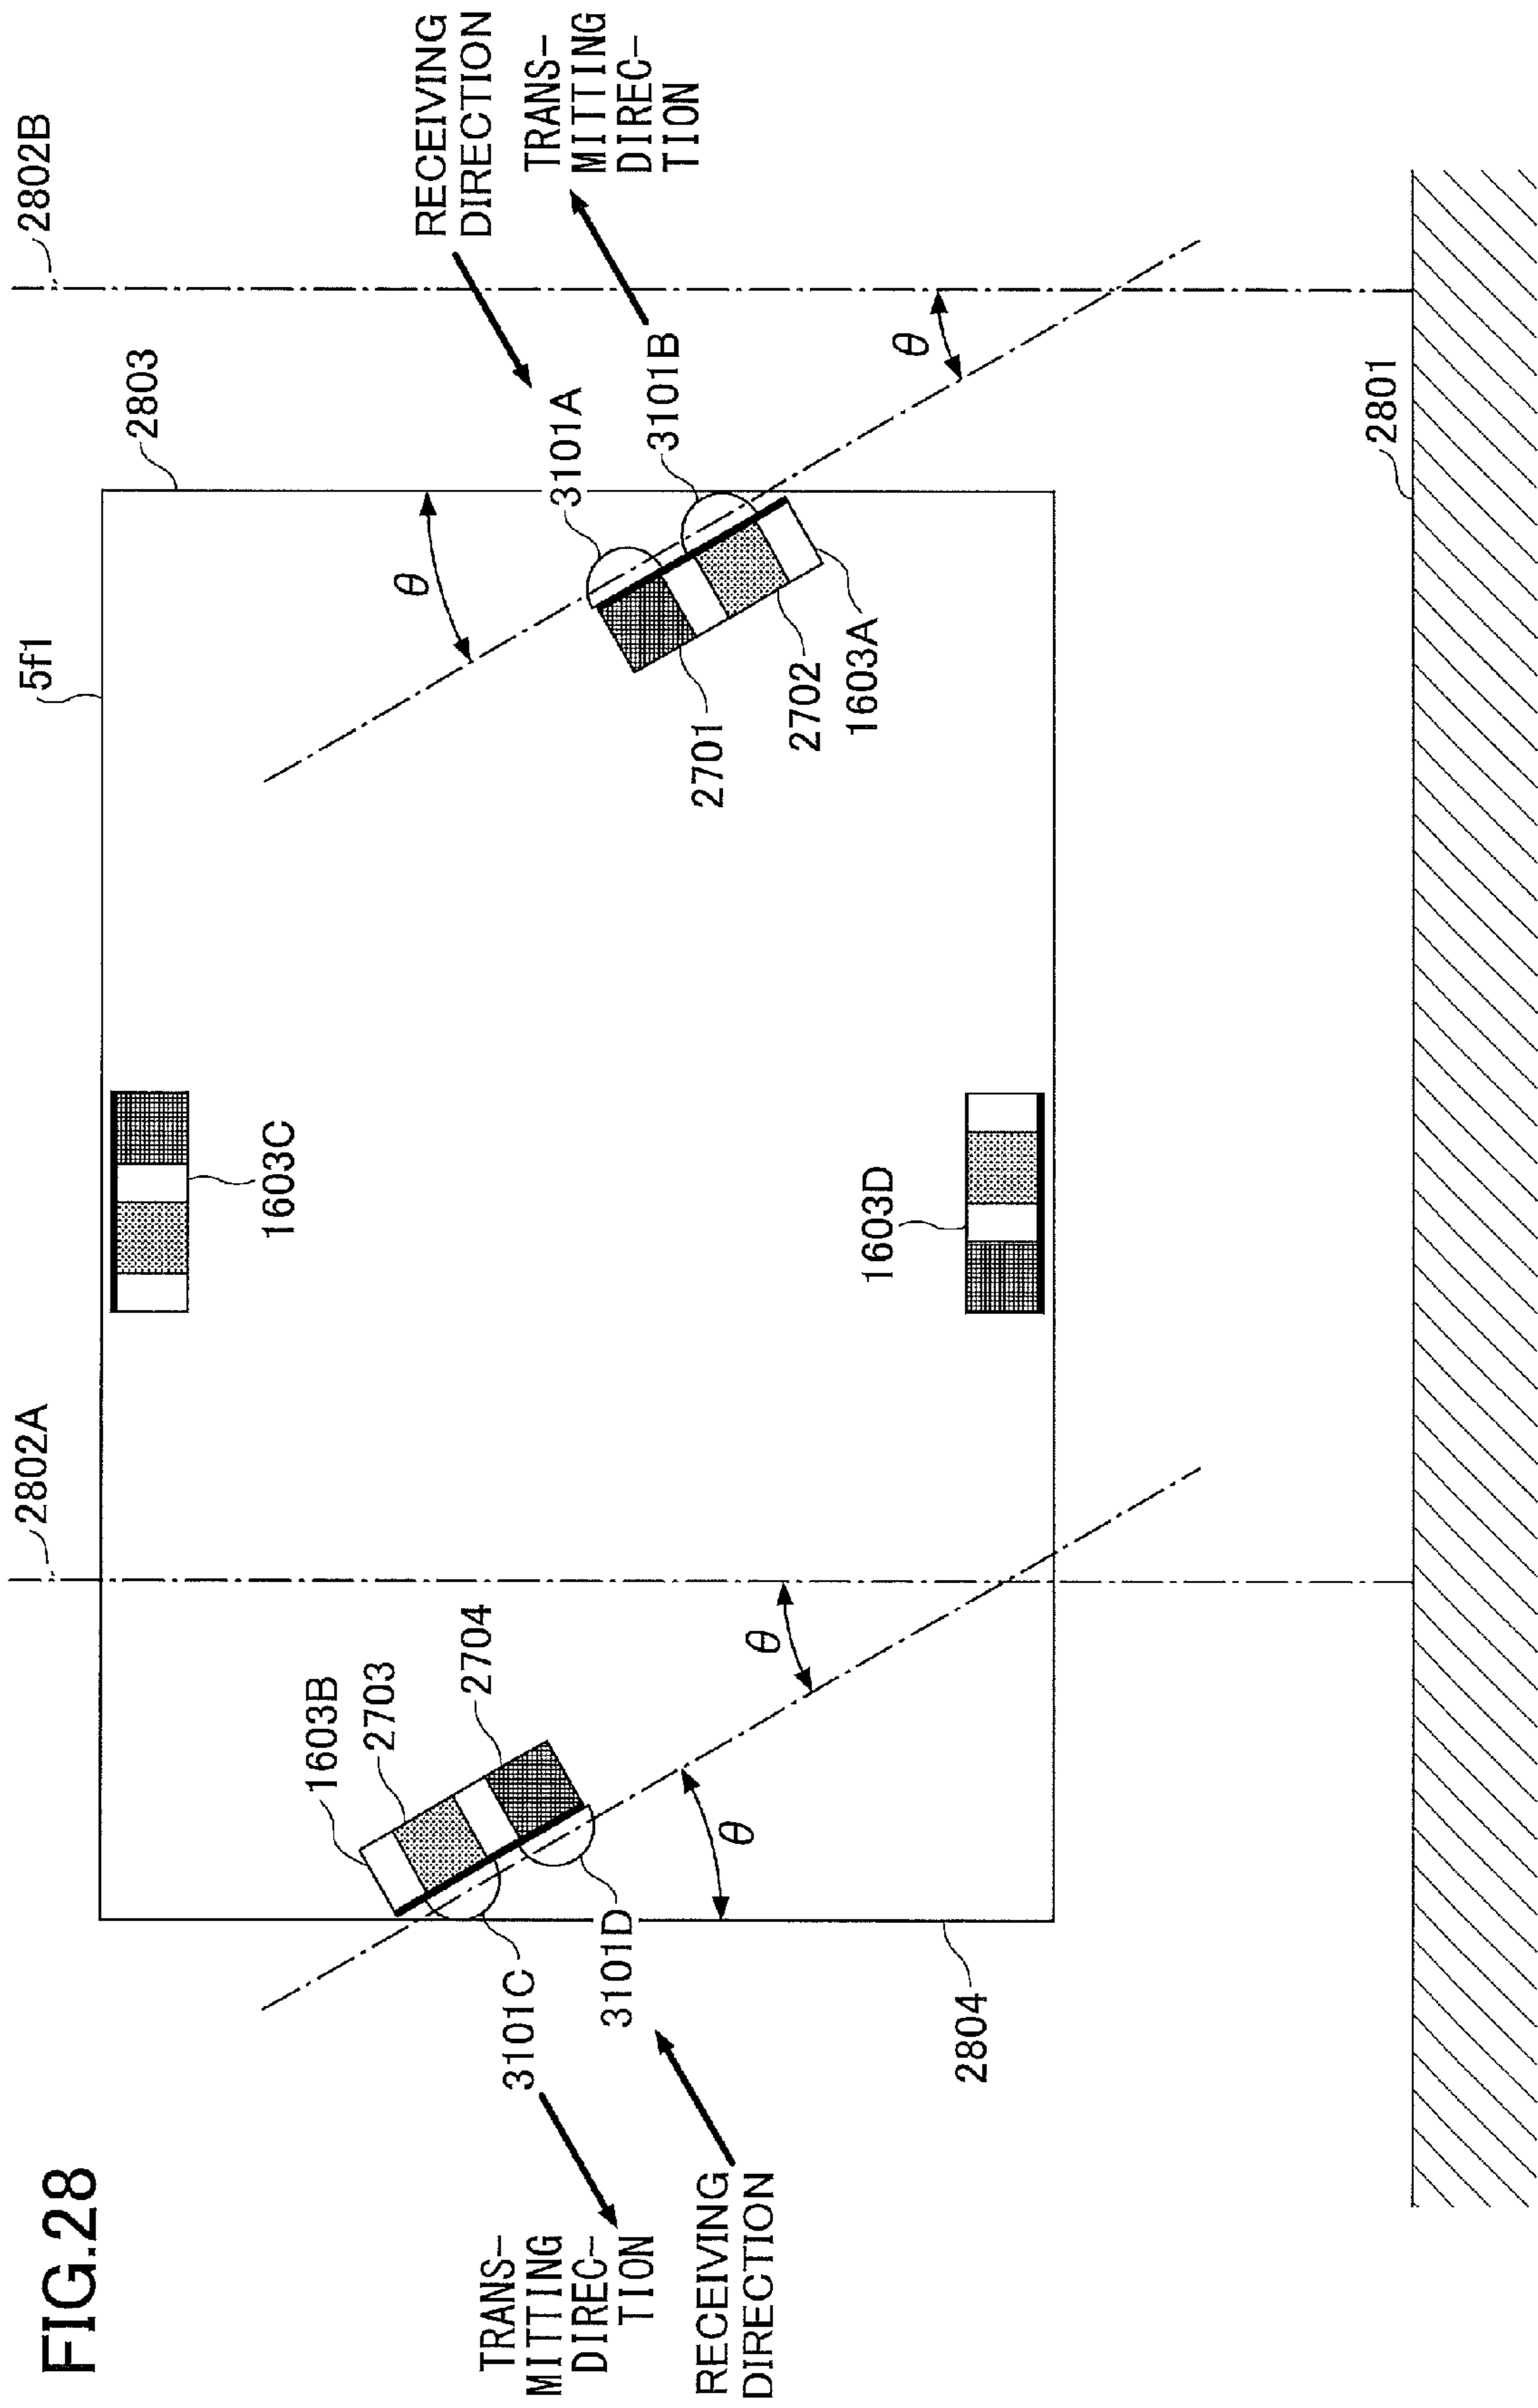 FIG.28
2802A
5f1
2803
2802B
RECEIVING
DIRECTION
TRANS-
MITTING
DIREC-
TION
1603C
θ
3101A
3101B
1603B
2703
2704
2701
2702
1603A
θ
θ
θ
1603D
3101C
3101D
TRANS-
MITTING
DIREC-
TION
RECEIVING
DIRECTION
2804
2801